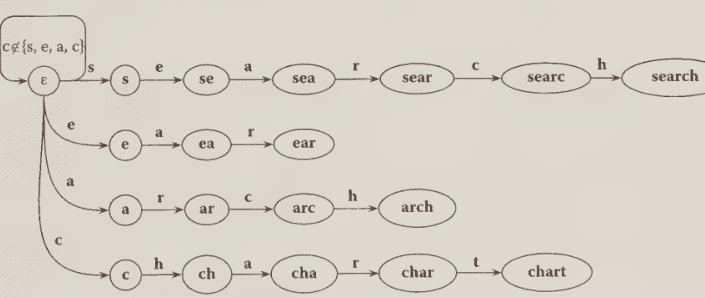 c∉{s, e, a, c}
s e a r c h
ε s se sea sear searc search
e a r
e ea ear
a r c h
a ar arc arch
c h a r t
c ch cha char chart